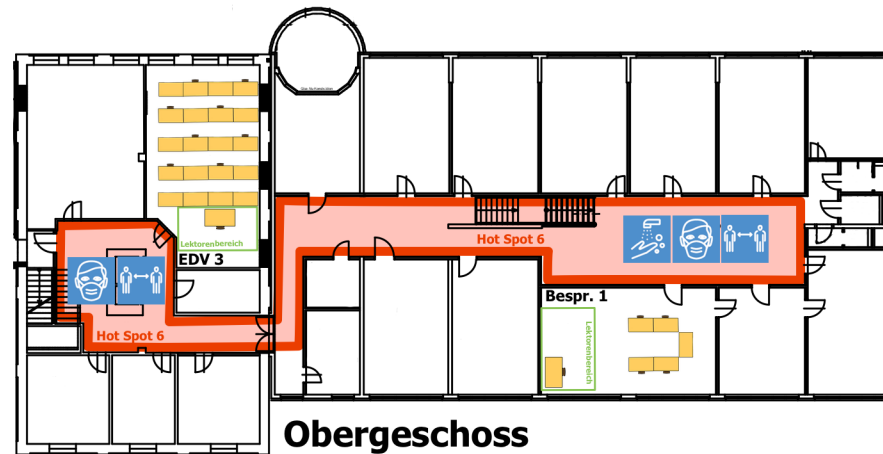 Lektorenbereich
EDV 3
Hot Spot 6
Hot Spot 6
Bespr. 1
Lektorenbereich
Obergeschoss